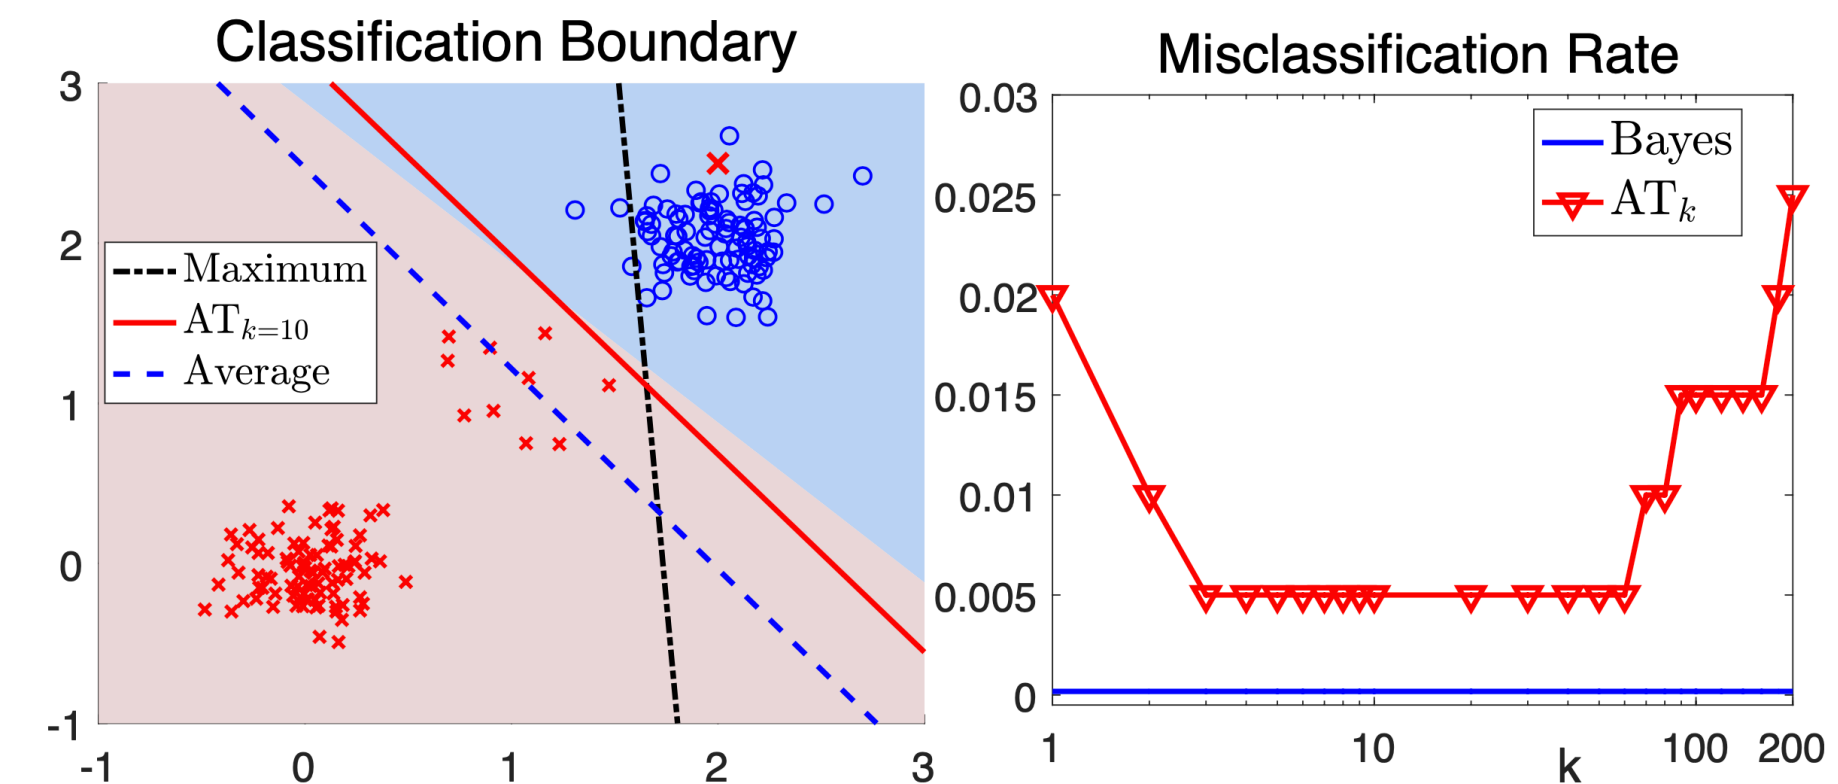 Classification Boundary
3
2
1
0
-1
-1
0
1
2
3
Maximum
AT_{k=10}
Average
Misclassification Rate
0.03
0.025
0.02
0.015
0.01
0.005
0
1
10
100
200
k
Bayes
AT_k